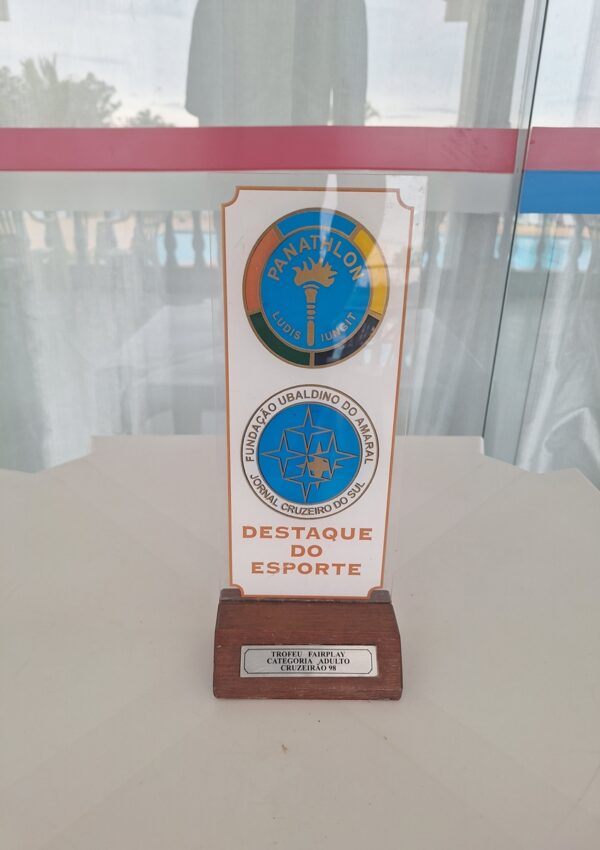 PANATHLON
LUDIS IUNGIT
FUNDAÇÃO UBALDINO DO AMARAL
JORNAL CRUZEIRO DO SUL
DESTAQUE
DO
ESPORTE
TROFEU FAIRPLAY
CATEGORIA ADULTO
CRUZEIRÃO 98